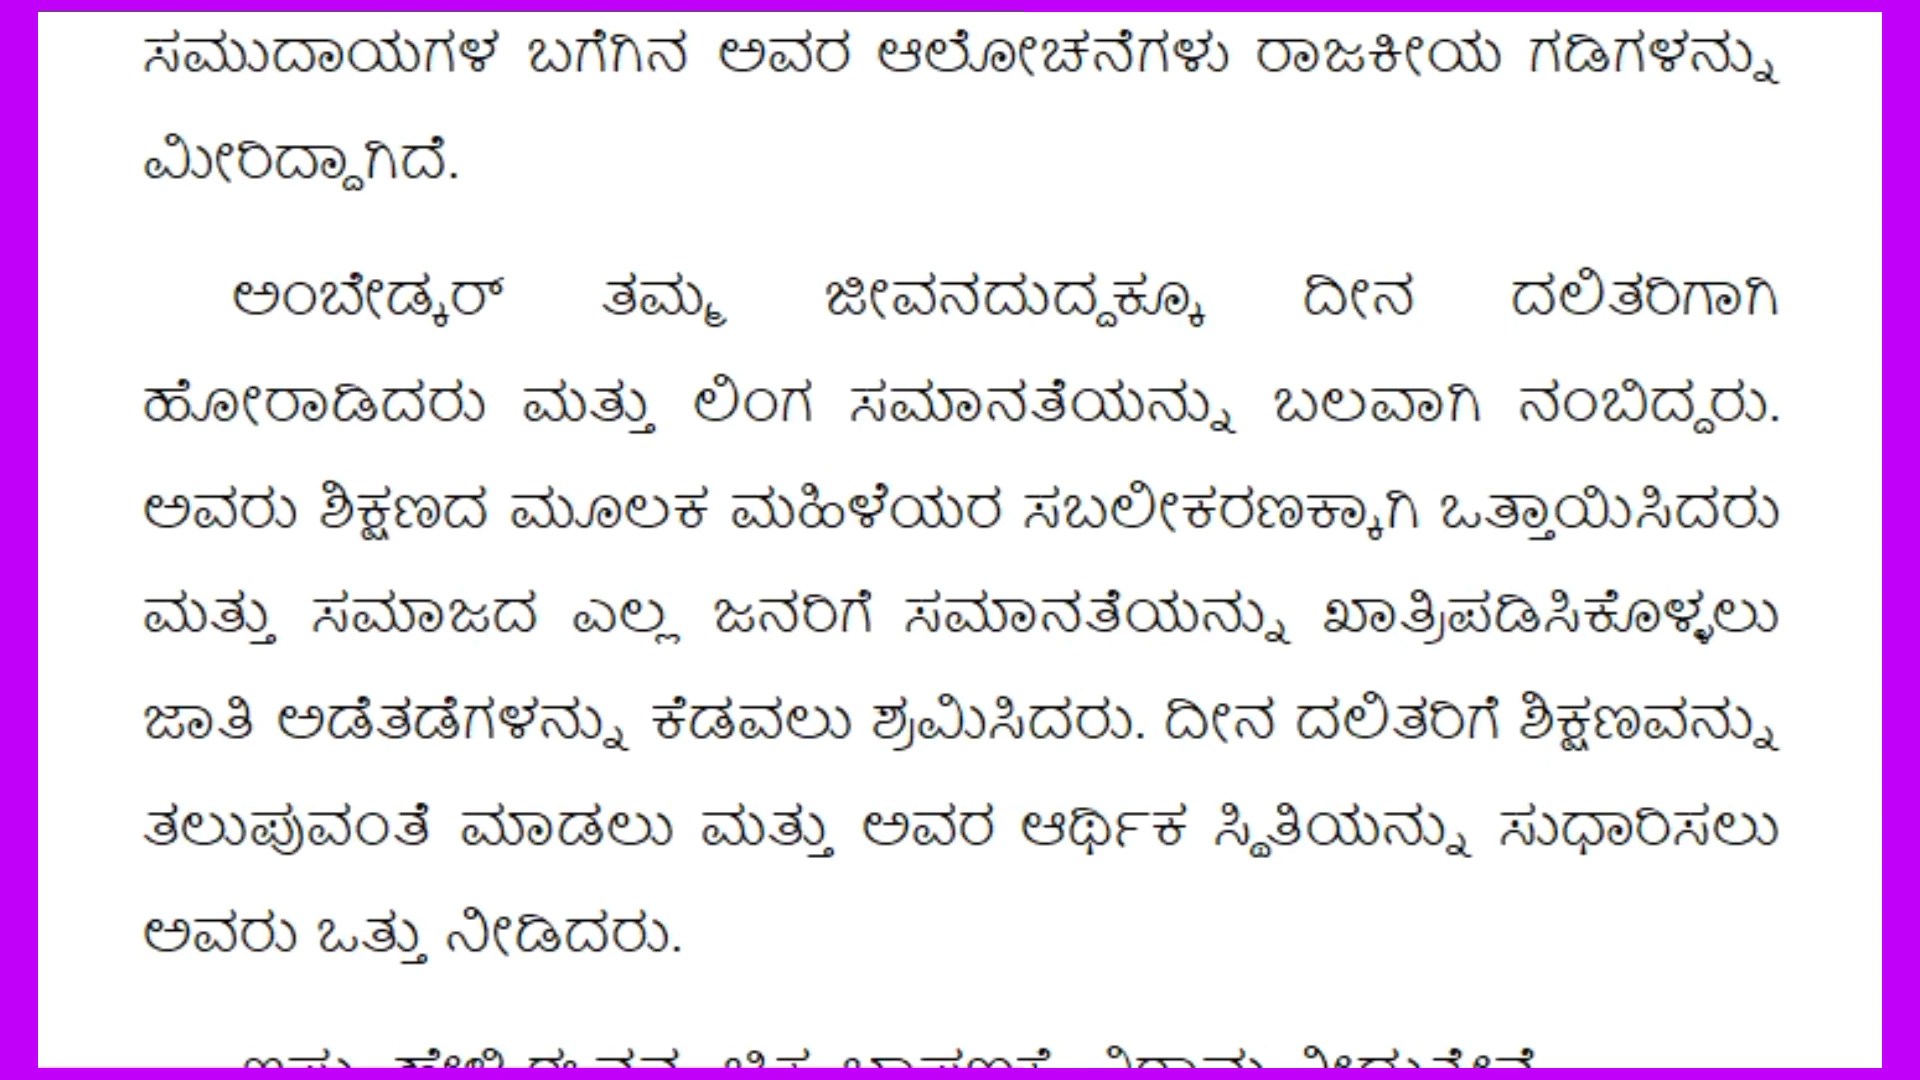 ಸಮುದಾಯಗಳ ಬಗೆಗಿನ ಅವರ ಆಲೋಚನೆಗಳು ರಾಜಕೀಯ ಗಡಿಗಳನ್ನು
ಮೀರಿದ್ದಾಗಿದೆ.
ಅಂಬೇಡ್ಕರ್ ತಮ್ಮ ಜೀವನದುದ್ದಕ್ಕೂ ದೀನ ದಲಿತರಿಗಾಗಿ
ಹೋರಾಡಿದರು ಮತ್ತು ಲಿಂಗ ಸಮಾನತೆಯನ್ನು ಬಲವಾಗಿ ನಂಬಿದ್ದರು.
ಅವರು ಶಿಕ್ಷಣದ ಮೂಲಕ ಮಹಿಳೆಯರ ಸಬಲೀಕರಣಕ್ಕಾಗಿ ಒತ್ತಾಯಿಸಿದರು
ಮತ್ತು ಸಮಾಜದ ಎಲ್ಲ ಜನರಿಗೆ ಸಮಾನತೆಯನ್ನು ಖಾತ್ರಿಪಡಿಸಿಕೊಳ್ಳಲು
ಜಾತಿ ಅಡೆತಡೆಗಳನ್ನು ಕೆಡವಲು ಶ್ರಮಿಸಿದರು. ದೀನ ದಲಿತರಿಗೆ ಶಿಕ್ಷಣವನ್ನು
ತಲುಪುವಂತೆ ಮಾಡಲು ಮತ್ತು ಅವರ ಆರ್ಥಿಕ ಸ್ಥಿತಿಯನ್ನು ಸುಧಾರಿಸಲು
ಅವರು ಒತ್ತು ನೀಡಿದರು.